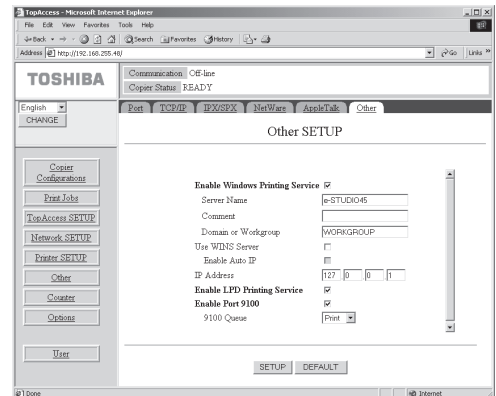 TopAccess - Microsoft Internet Explorer
File Edit View Favorites Tools Help
Back Search Favorites History
Address http://192.168.255.48/ Go Links »
TOSHIBA
Communication Off-line
Copier Status READY
English
CHANGE
Port TCP/IP IPX/SPX NetWare AppleTalk Other
Other SETUP
Copier Configurations
Print Jobs
TopAccess SETUP
Network SETUP
Printer SETUP
Other
Counter
Options
User
Enable Windows Printing Service
Server Name e-STUDIO45
Comment
Domain or Workgroup WORKGROUP
Use WINS Server
Enable Auto IP
IP Address 127 0 0 1
Enable LPD Printing Service
Enable Port 9100
9100 Queue Print
SETUP DEFAULT
Done Internet